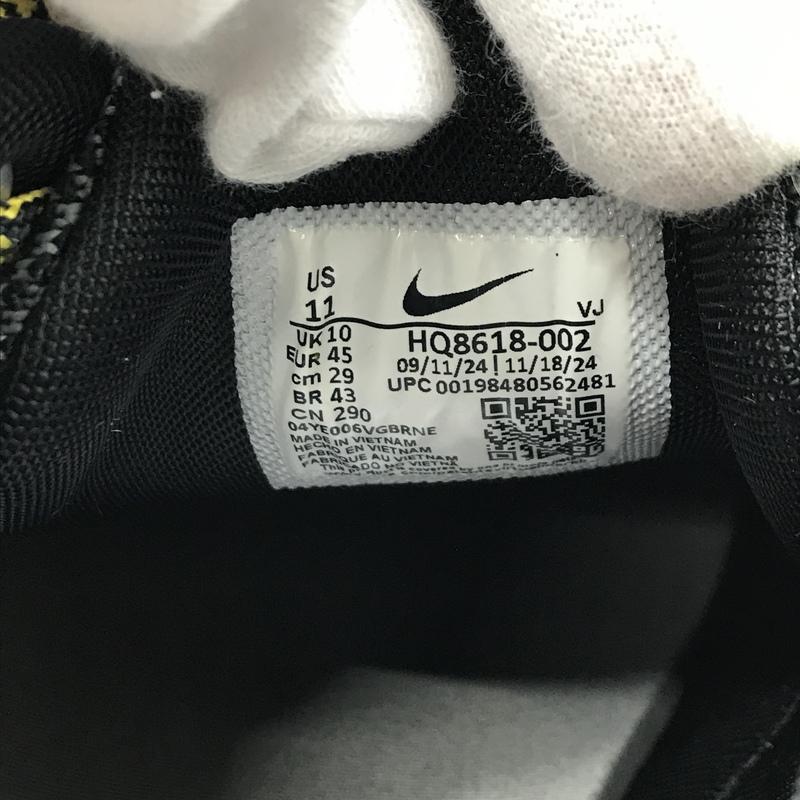 US
11
VJ
UK 10
HQ8618-002
EUR 45
09/11/24 | 11/18/24
cm 29
UPC 00198480562481
BR 43
CN 290
04YE006VGBRNE
MADE IN VIETNAM
HECHO EN VIETNAM
FABRIQUE AU VIETNAM